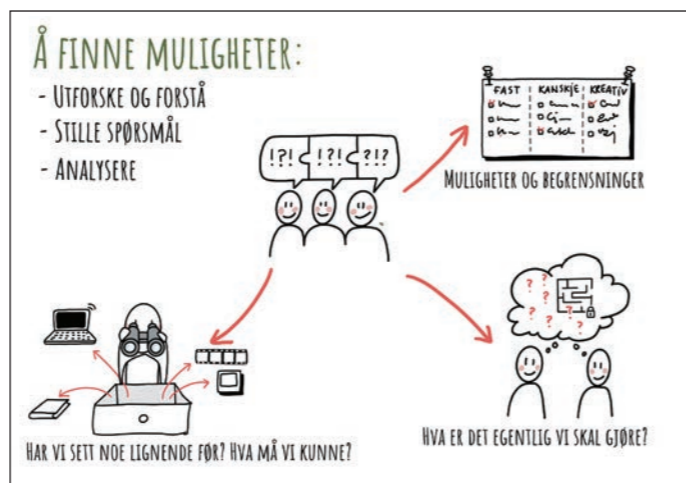 Å FINNE MULIGHETER:
- UTFORSKE OG FORSTÅ
- STILLE SPØRSMÅL
- ANALYSERE
!?! ?!! ?!?
FAST KANSKJE KREATIV
MULIGHETER OG BEGRENSNINGER
? ? ? ? ? ? ? ?
HAR VI SETT NOE LIGNENDE FØR? HVA MÅ VI KUNNE?
HVA ER DET EGENTLIG VI SKAL GJØRE?